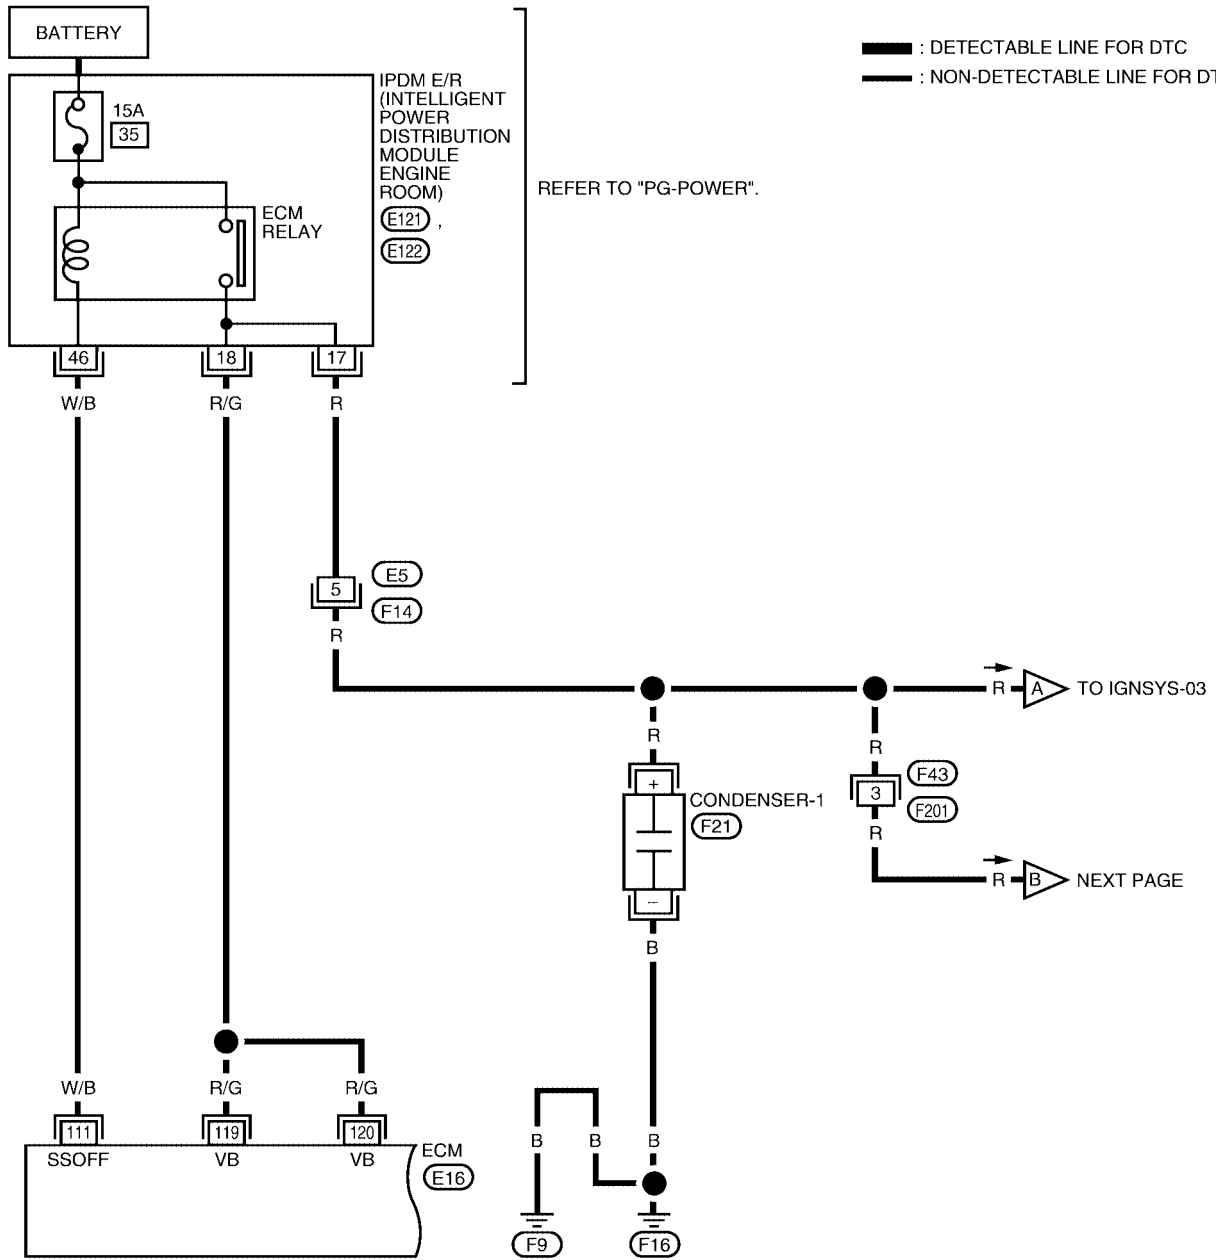 BATTERY
: DETECTABLE LINE FOR DTC
: NON-DETECTABLE LINE FOR DT
IPDM E/R
(INTELLIGENT
POWER
DISTRIBUTION
MODULE
ENGINE
ROOM)
E121 ,
E122
15A
35
REFER TO "PG-POWER".
ECM
RELAY
46
18
17
W/B
R/G
R
5
E5
F14
R
R
A
TO IGNSYS-03
R
R
+
CONDENSER-1
F21
3
F43
F201
R
R
B
NEXT PAGE
–
B
W/B
R/G
R/G
111
119
120
SSOFF
VB
VB
ECM
E16
B
B
B
F9
F16